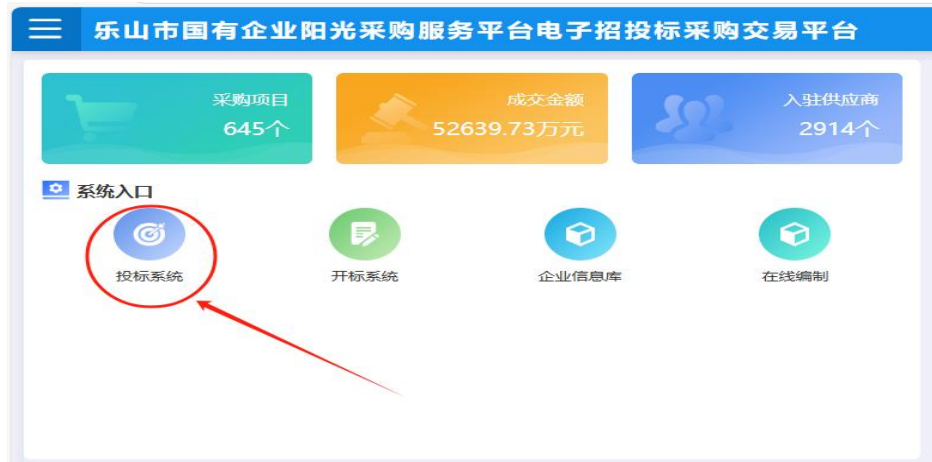 乐山市国有企业阳光采购服务平台电子招投标采购交易平台
采购项目
645个
成交金额
52639.73万元
入驻供应商
2914个
系统入口
投标系统
开标系统
企业信息库
在线编制